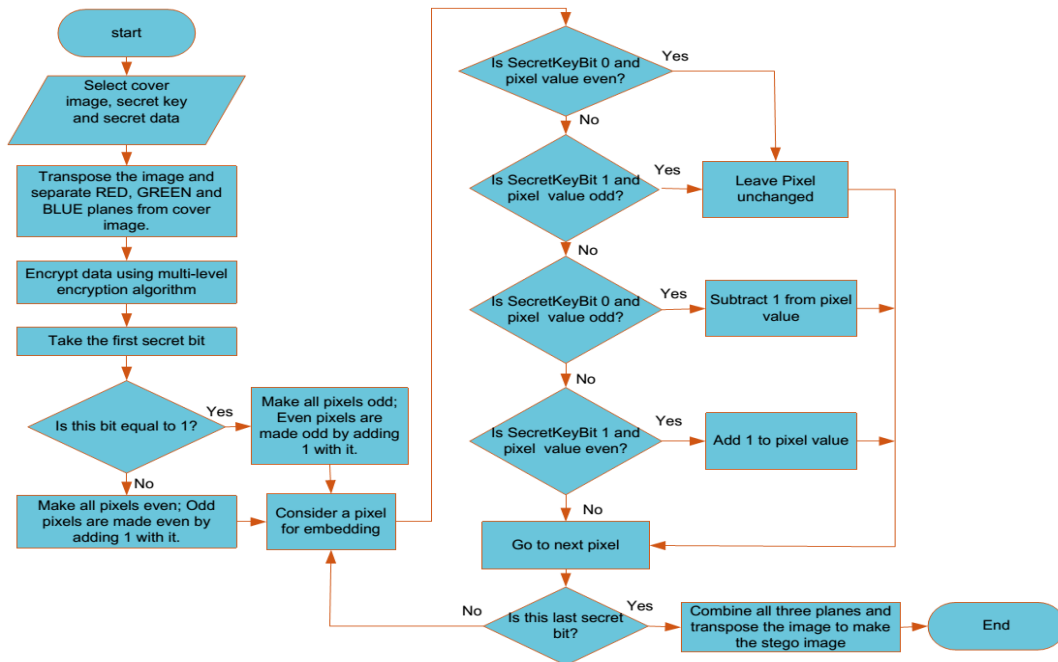 start
Select cover
image, secret key
and secret data
Transpose the image and
separate RED, GREEN and
BLUE planes from cover
image.
Encrypt data using multi-level
encryption algorithm
Take the first secret bit
Is this bit equal to 1?
Yes
Make all pixels odd;
Even pixels are
made odd by adding
1 with it.
No
Make all pixels even; Odd
pixels are made even by
adding 1 with it.
Consider a pixel
for embedding
Is SecretKeyBit 0 and
pixel value even?
Yes
No
Is SecretKeyBit 1 and
pixel value odd?
Yes
Leave Pixel
unchanged
No
Is SecretKeyBit 0 and
pixel value odd?
Yes
Subtract 1 from pixel
value
No
Is SecretKeyBit 1 and
pixel value even?
Yes
Add 1 to pixel value
No
Go to next pixel
Is this last secret
bit?
No
Yes
Combine all three planes and
transpose the image to make
the stego image
End